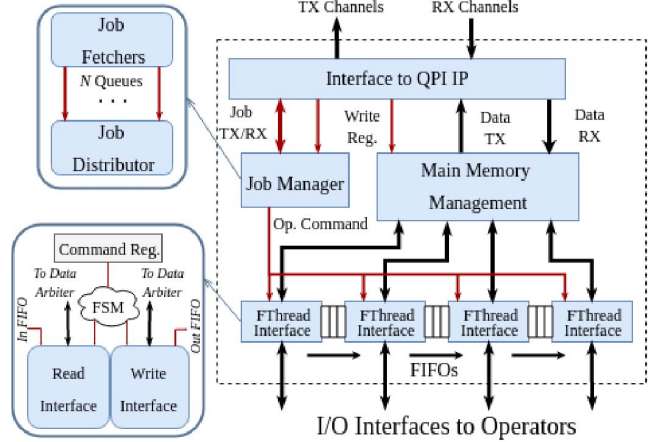 TX Channels
RX Channels
Job
Fetchers
N Queues
. . .
Job
Distributor
Interface to QPI IP
Job
TX/RX
Write
Reg.
Data
TX
Data
RX
Job Manager
Main Memory
Management
Op. Command
Command Reg.
To Data
Arbiter
To Data
Arbiter
FSM
In FIFO
Out FIFO
Read
Interface
Write
Interface
FThread
Interface
FThread
Interface
FThread
Interface
FThread
Interface
FIFOs
I/O Interfaces to Operators